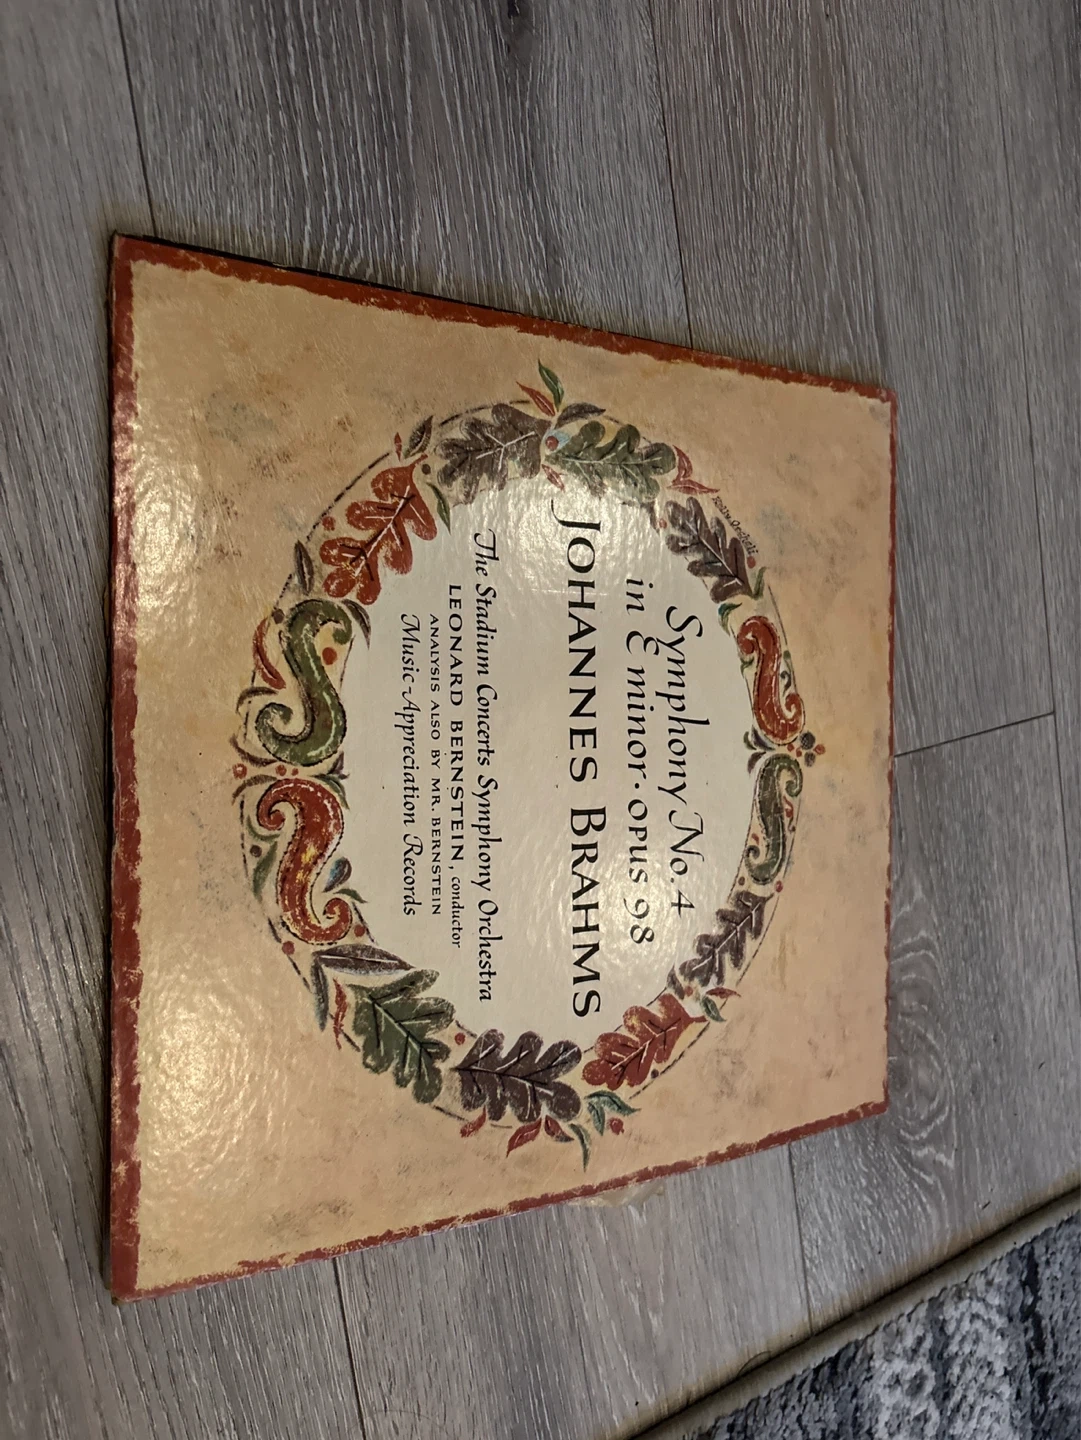 Symphony No. 4
in E minor · OPUS 98
JOHANNES BRAHMS
The Stadium Concerts Symphony Orchestra
LEONARD BERNSTEIN, conductor
ANALYSIS ALSO BY MR. BERNSTEIN
Music-Appreciation Records